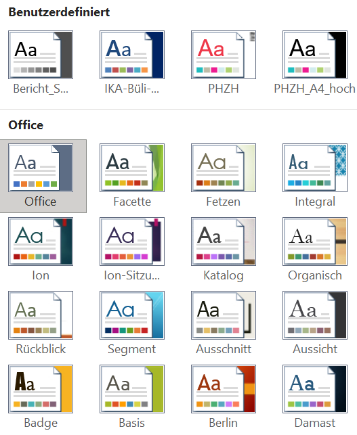 Benutzerdefiniert
Aa Aa Aa Aa
Bericht_S... IKA-Büli-... PHZH PHZH_A4_hoch
Office
Aa Aa Aa Aa
Office Facette Fetzen Integral
Aa Aa Aa Aa
Ion Ion-Sitzu... Katalog Organisch
Aa Aa Aa Aa
Rückblick Segment Ausschnitt Aussicht
Aa Aa Aa Aa
Badge Basis Berlin Damast